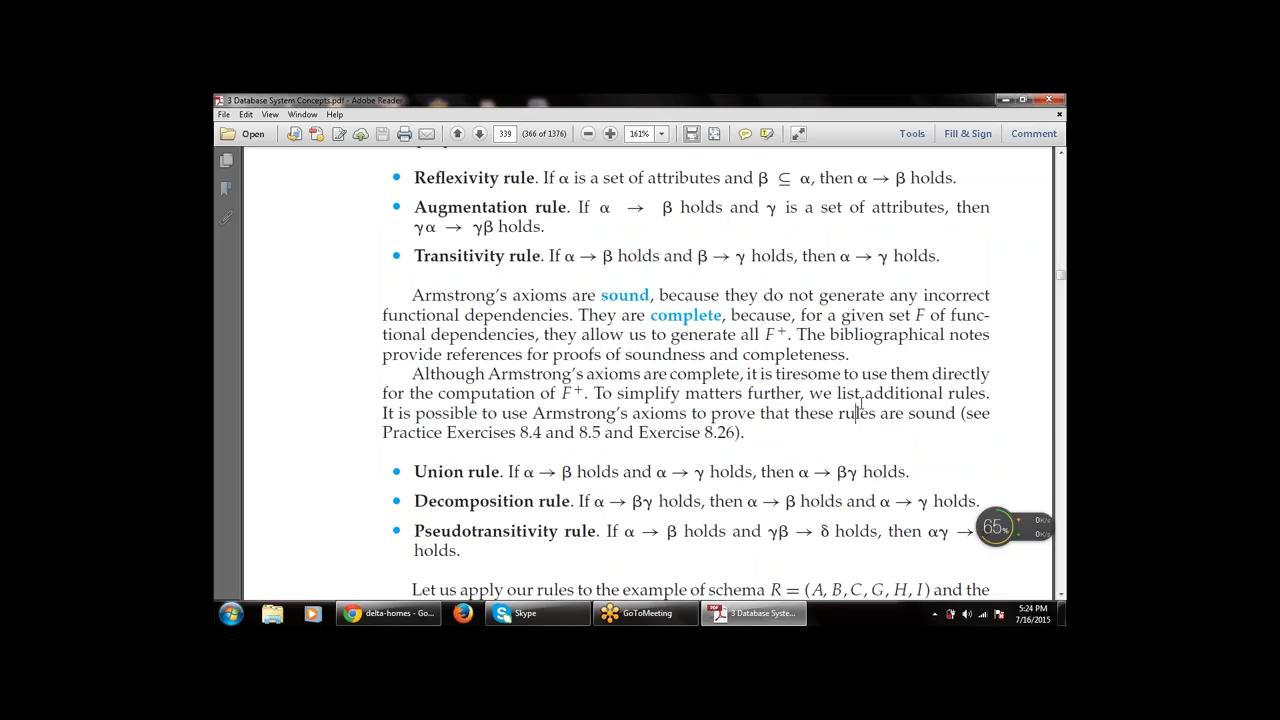 3 Database System Concepts.pdf - Adobe Reader
File Edit View Window Help
Open 339 (366 of 1376) 161% Tools Fill & Sign Comment
• Reflexivity rule. If α is a set of attributes and β ⊆ α, then α → β holds.
• Augmentation rule. If α → β holds and γ is a set of attributes, then
γα → γβ holds.
• Transitivity rule. If α → β holds and β → γ holds, then α → γ holds.
Armstrong's axioms are sound, because they do not generate any incorrect
functional dependencies. They are complete, because, for a given set F of func-
tional dependencies, they allow us to generate all F+. The bibliographical notes
provide references for proofs of soundness and completeness.
Although Armstrong's axioms are complete, it is tiresome to use them directly
for the computation of F+. To simplify matters further, we list additional rules.
It is possible to use Armstrong's axioms to prove that these rules are sound (see
Practice Exercises 8.4 and 8.5 and Exercise 8.26).
• Union rule. If α → β holds and α → γ holds, then α → βγ holds.
• Decomposition rule. If α → βγ holds, then α → β holds and α → γ holds.
• Pseudotransitivity rule. If α → β holds and γβ → δ holds, then αγ →
holds.
65%
0K/s
0K/s
Let us apply our rules to the example of schema R = (A, B, C, G, H, I) and the
delta-homes - Go... Skype GoToMeeting 3 Database Syste...
5:24 PM
7/16/2015